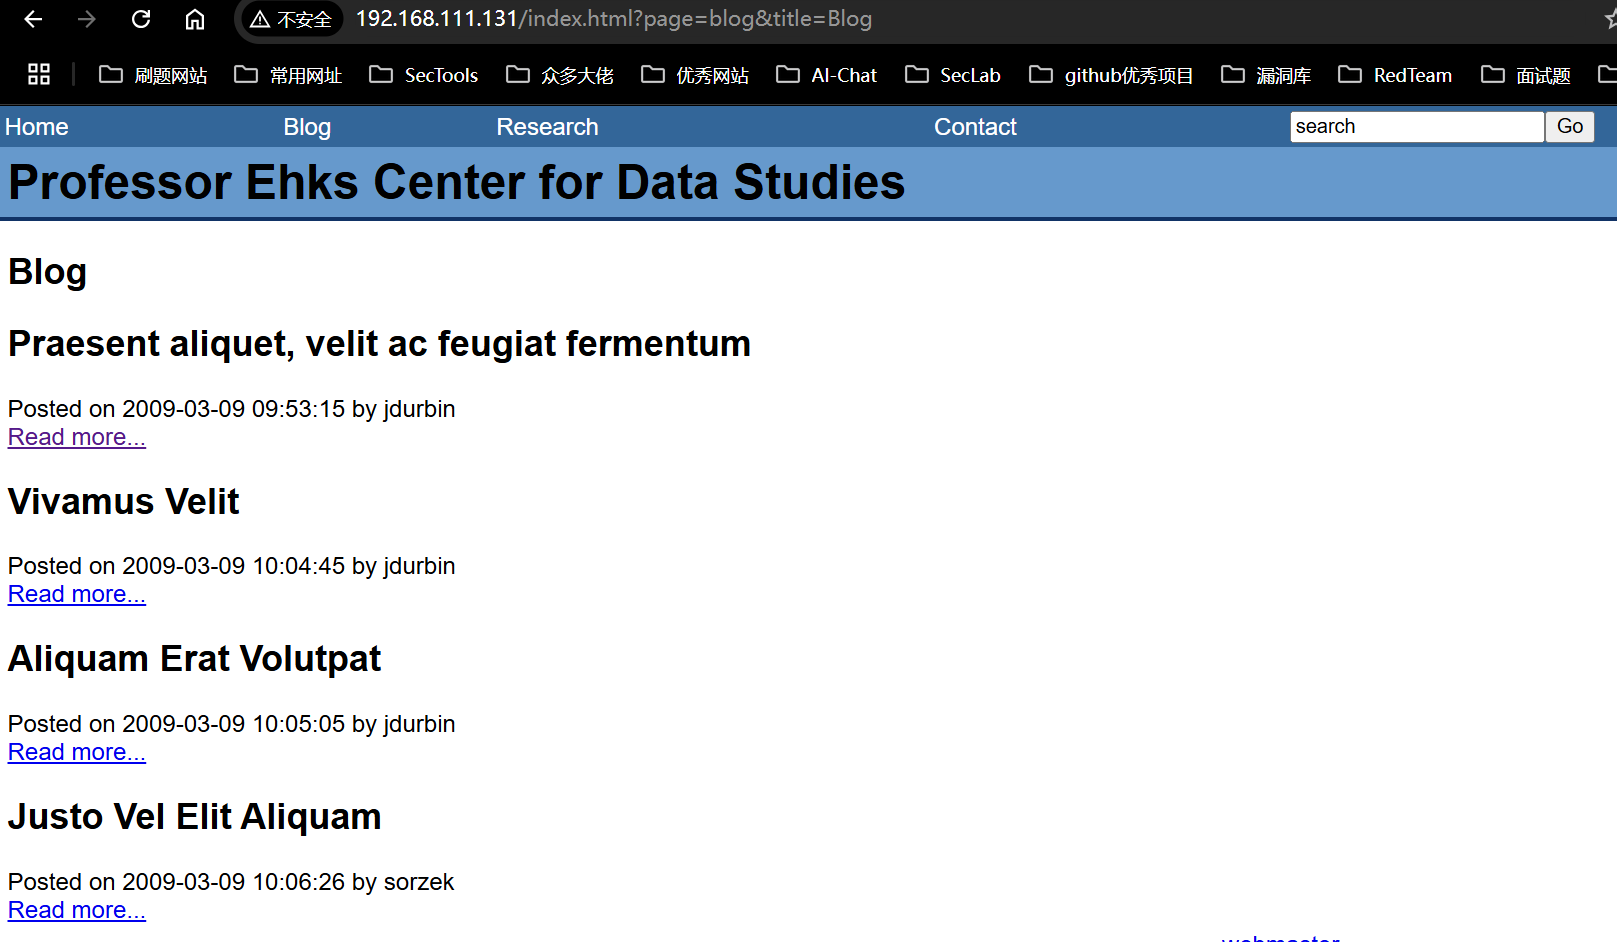 不安全 192.168.111.131/index.html?page=blog&title=Blog
刷题网站 常用网址 SecTools 众多大佬 优秀网站 AI-Chat SecLab github优秀项目 漏洞库 RedTeam 面试题
Home Blog Research Contact search Go
Professor Ehks Center for Data Studies
Blog
Praesent aliquet, velit ac feugiat fermentum
Posted on 2009-03-09 09:53:15 by jdurbin
Read more...
Vivamus Velit
Posted on 2009-03-09 10:04:45 by jdurbin
Read more...
Aliquam Erat Volutpat
Posted on 2009-03-09 10:05:05 by jdurbin
Read more...
Justo Vel Elit Aliquam
Posted on 2009-03-09 10:06:26 by sorzek
Read more...
webmaster